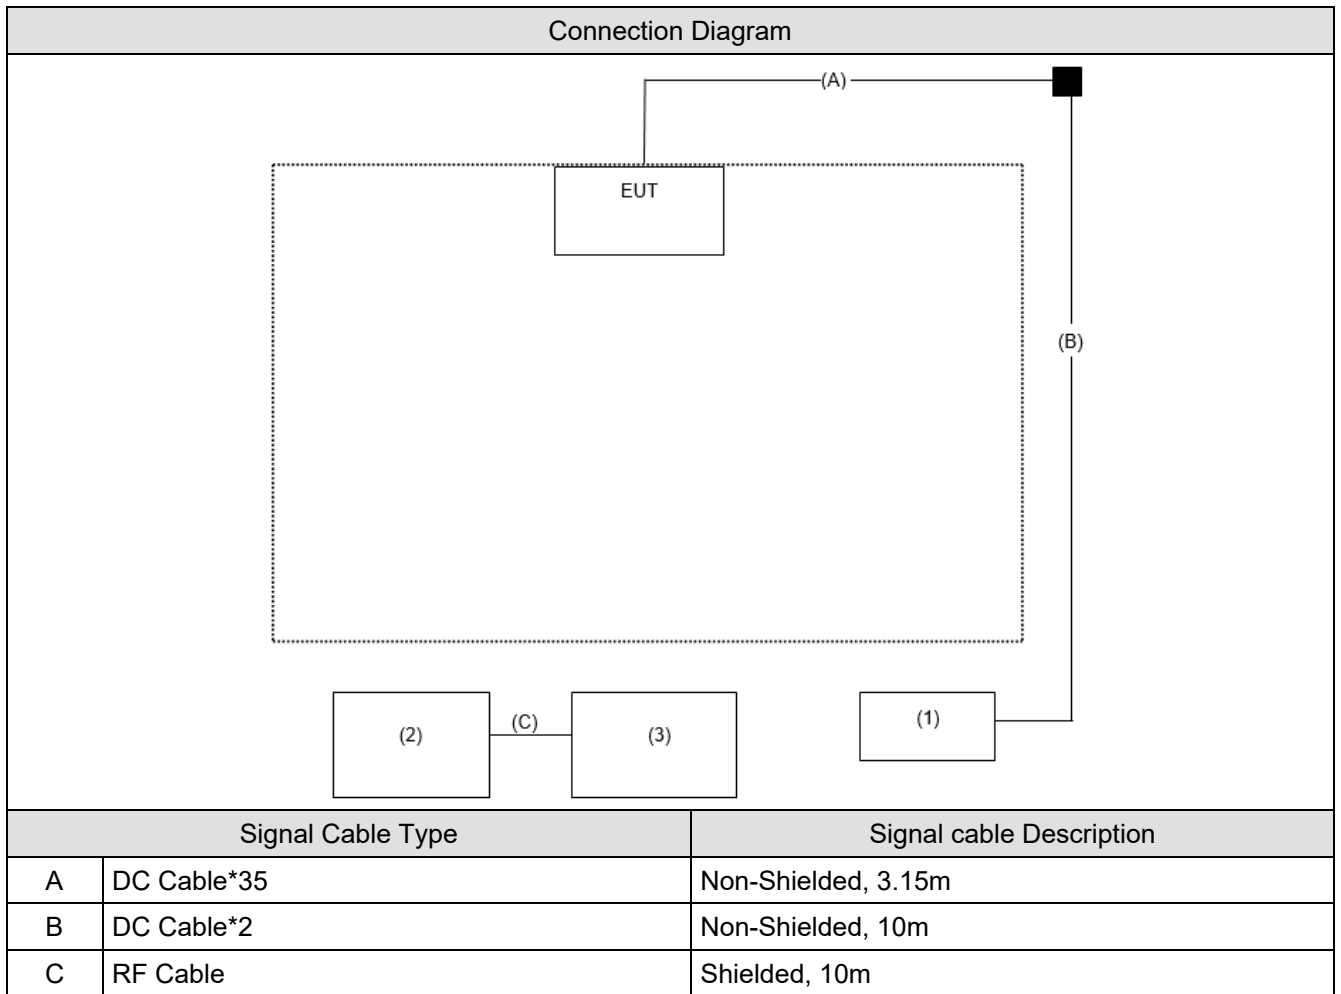 Connection Diagram
(A)
EUT
(B)
(1)
(2)
(C)
(3)
Signal Cable Type Signal cable Description
A DC Cable*35 Non-Shielded, 3.15m
B DC Cable*2 Non-Shielded, 10m
C RF Cable Shielded, 10m